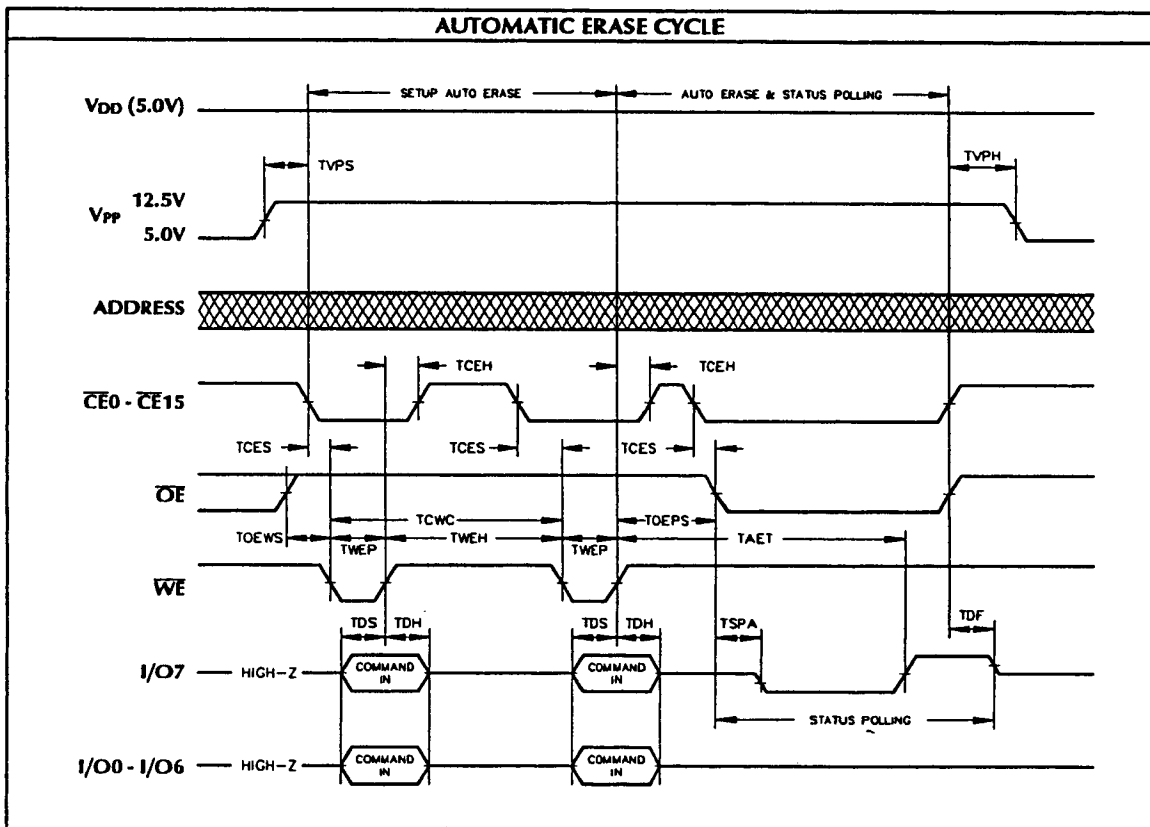 AUTOMATIC ERASE CYCLE
VDD (5.0V)
SETUP AUTO ERASE
AUTO ERASE & STATUS POLLING
TVPS
TVPH
VPP
12.5V
5.0V
ADDRESS
TCEH
TCEH
CE0 - CE15
TCES
TCES
TCES
OE
TCWC
TOEPS
TOEWS
TWEP
TWEH
TWEP
TAET
WE
TDS
TDH
TDS
TDH
TSPA
TDF
I/O7
HIGH-Z
COMMAND IN
COMMAND IN
STATUS POLLING
I/O0 - I/O6
HIGH-Z
COMMAND IN
COMMAND IN